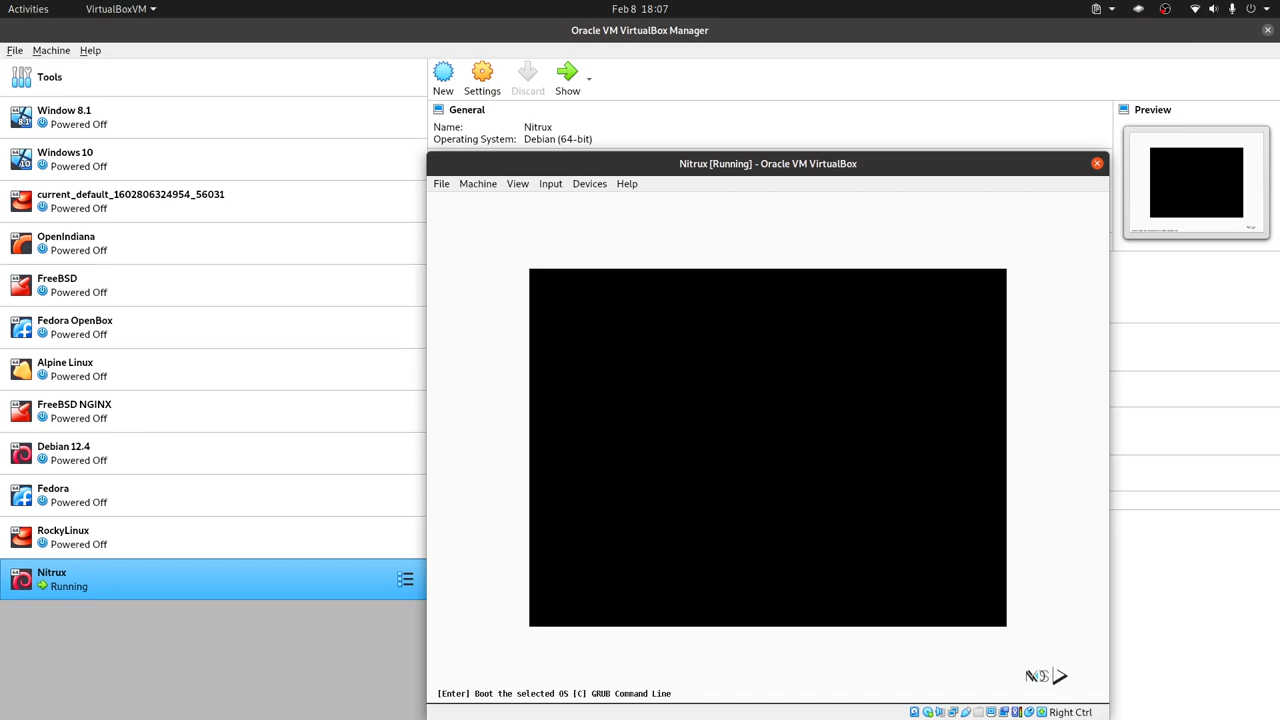 Activities VirtualBoxVM Feb 8 18:07
Oracle VM VirtualBox Manager
File Machine Help
Tools
New Settings Discard Show
Window 8.1
Powered Off
Windows 10
Powered Off
current_default_1602806324954_56031
Powered Off
OpenIndiana
Powered Off
FreeBSD
Powered Off
Fedora OpenBox
Powered Off
Alpine Linux
Powered Off
FreeBSD NGINX
Powered Off
Debian 12.4
Powered Off
Fedora
Powered Off
RockyLinux
Powered Off
Nitrux
Running
General
Name: Nitrux
Operating System: Debian (64-bit)
Preview
Nitrux [Running] - Oracle VM VirtualBox
File Machine View Input Devices Help
[Enter] Boot the selected OS [C] GRUB Command Line
Right Ctrl